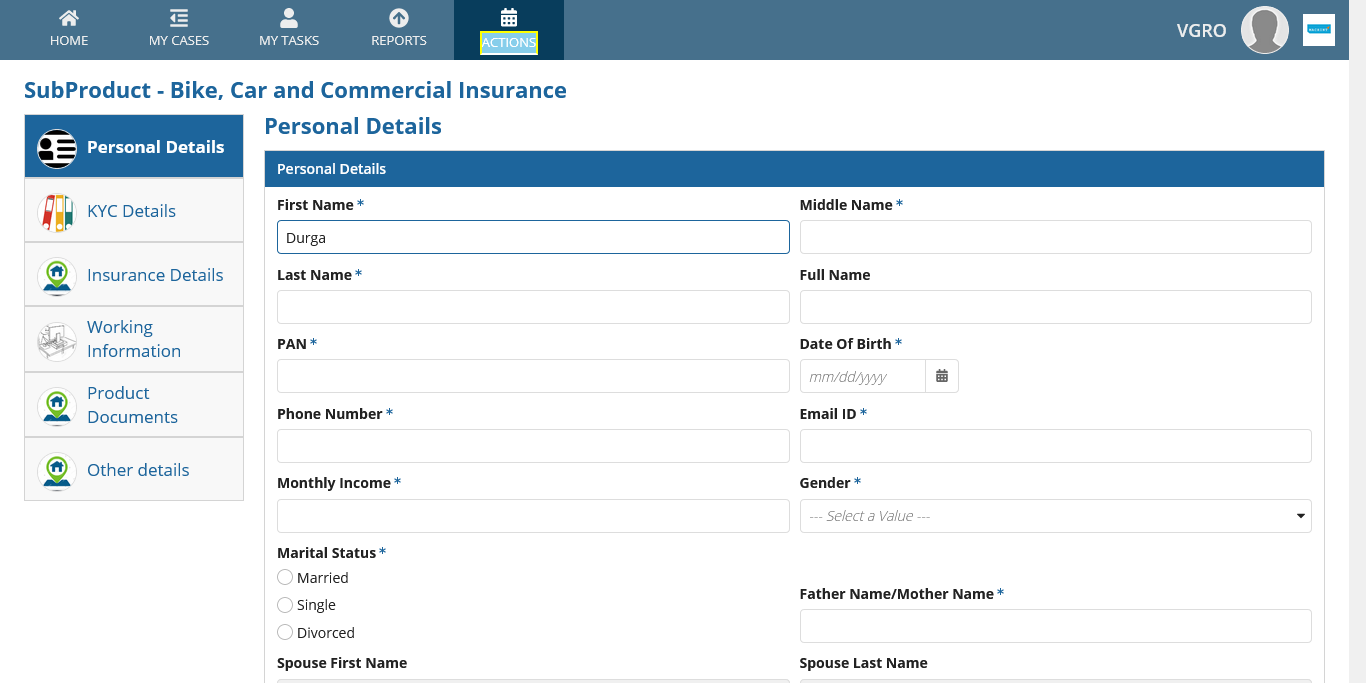 HOME
MY CASES
MY TASKS
REPORTS
ACTIONS
VGRO
SubProduct - Bike, Car and Commercial Insurance
Personal Details
KYC Details
Insurance Details
Working
Information
Product
Documents
Other details
Personal Details
Personal Details
First Name *
Middle Name *
Durga
Last Name *
Full Name
PAN *
Date Of Birth *
mm/dd/yyyy
Phone Number *
Email ID *
Monthly Income *
Gender *
--- Select a Value ---
Marital Status *
Married
Single
Divorced
Father Name/Mother Name *
Spouse First Name
Spouse Last Name